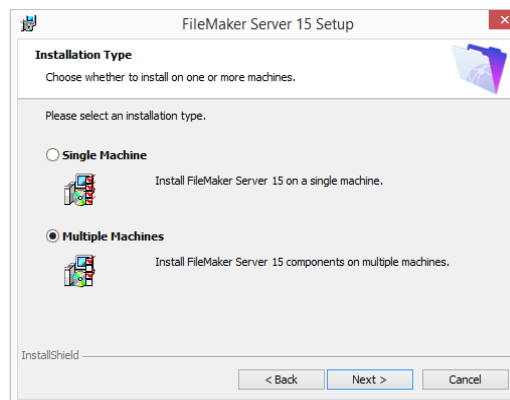 FileMaker Server 15 Setup
Installation Type
Choose whether to install on one or more machines.
Please select an installation type.
Single Machine
Install FileMaker Server 15 on a single machine.
Multiple Machines
Install FileMaker Server 15 components on multiple machines.
InstallShield
< Back Next > Cancel